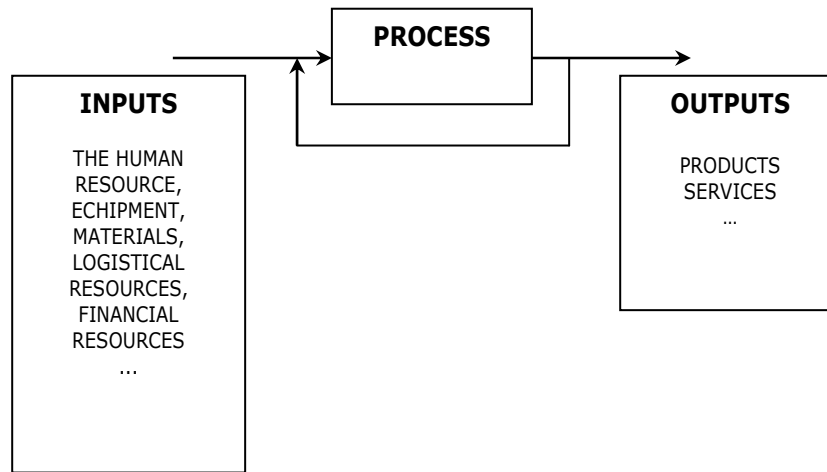 PROCESS
INPUTS
THE HUMAN
RESOURCE,
ECHIPMENT,
MATERIALS,
LOGISTICAL
RESOURCES,
FINANCIAL
RESOURCES
...
OUTPUTS
PRODUCTS
SERVICES
...